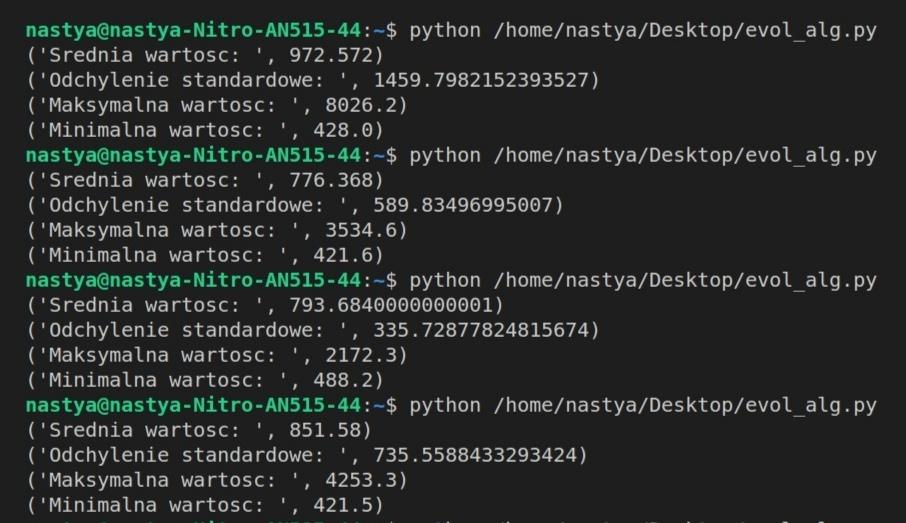 nastya@nastya-Nitro-AN515-44:~$ python /home/nastya/Desktop/evol_alg.py
('Srednia wartosc: ', 972.572)
('Odchylenie standardowe: ', 1459.7982152393527)
('Maksymalna wartosc: ', 8026.2)
('Minimalna wartosc: ', 428.0)
nastya@nastya-Nitro-AN515-44:~$ python /home/nastya/Desktop/evol_alg.py
('Srednia wartosc: ', 776.368)
('Odchylenie standardowe: ', 589.83496995007)
('Maksymalna wartosc: ', 3534.6)
('Minimalna wartosc: ', 421.6)
nastya@nastya-Nitro-AN515-44:~$ python /home/nastya/Desktop/evol_alg.py
('Srednia wartosc: ', 793.6840000000001)
('Odchylenie standardowe: ', 335.72877824815674)
('Maksymalna wartosc: ', 2172.3)
('Minimalna wartosc: ', 488.2)
nastya@nastya-Nitro-AN515-44:~$ python /home/nastya/Desktop/evol_alg.py
('Srednia wartosc: ', 851.58)
('Odchylenie standardowe: ', 735.5588433293424)
('Maksymalna wartosc: ', 4253.3)
('Minimalna wartosc: ', 421.5)